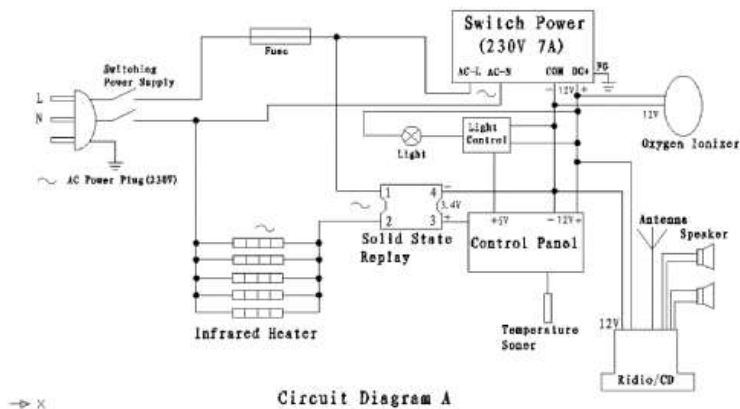 Switch Power
(230V 7A)
AC-L AC-N COM DC+ FG
- 12V +
Fuse
Switching
Power Supply
L
N
AC Power Plug(230V)
12V
Oxygen Ionizer
Light
Light
Control
1 4 -
3.4V
2 3 +
Solid State
Replay
+5V - 12V +
Control Panel
Antenna
Speaker
Infrared Heater
Temperature
Soner
12V
Ridio/CD
X
Circuit Diagram A